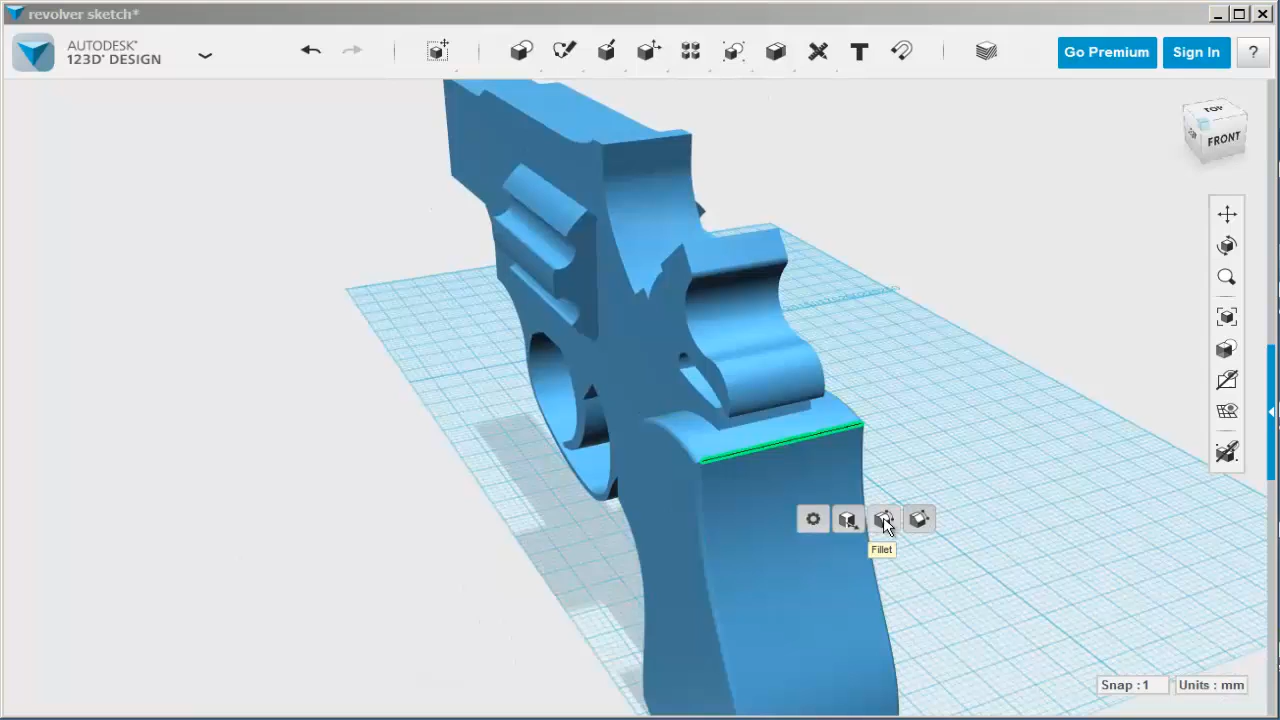 revolver sketch*
AUTODESK®
123D® DESIGN
Go Premium
Sign In
?
T
TOP
FRONT
Fillet
Snap : 1
Units : mm